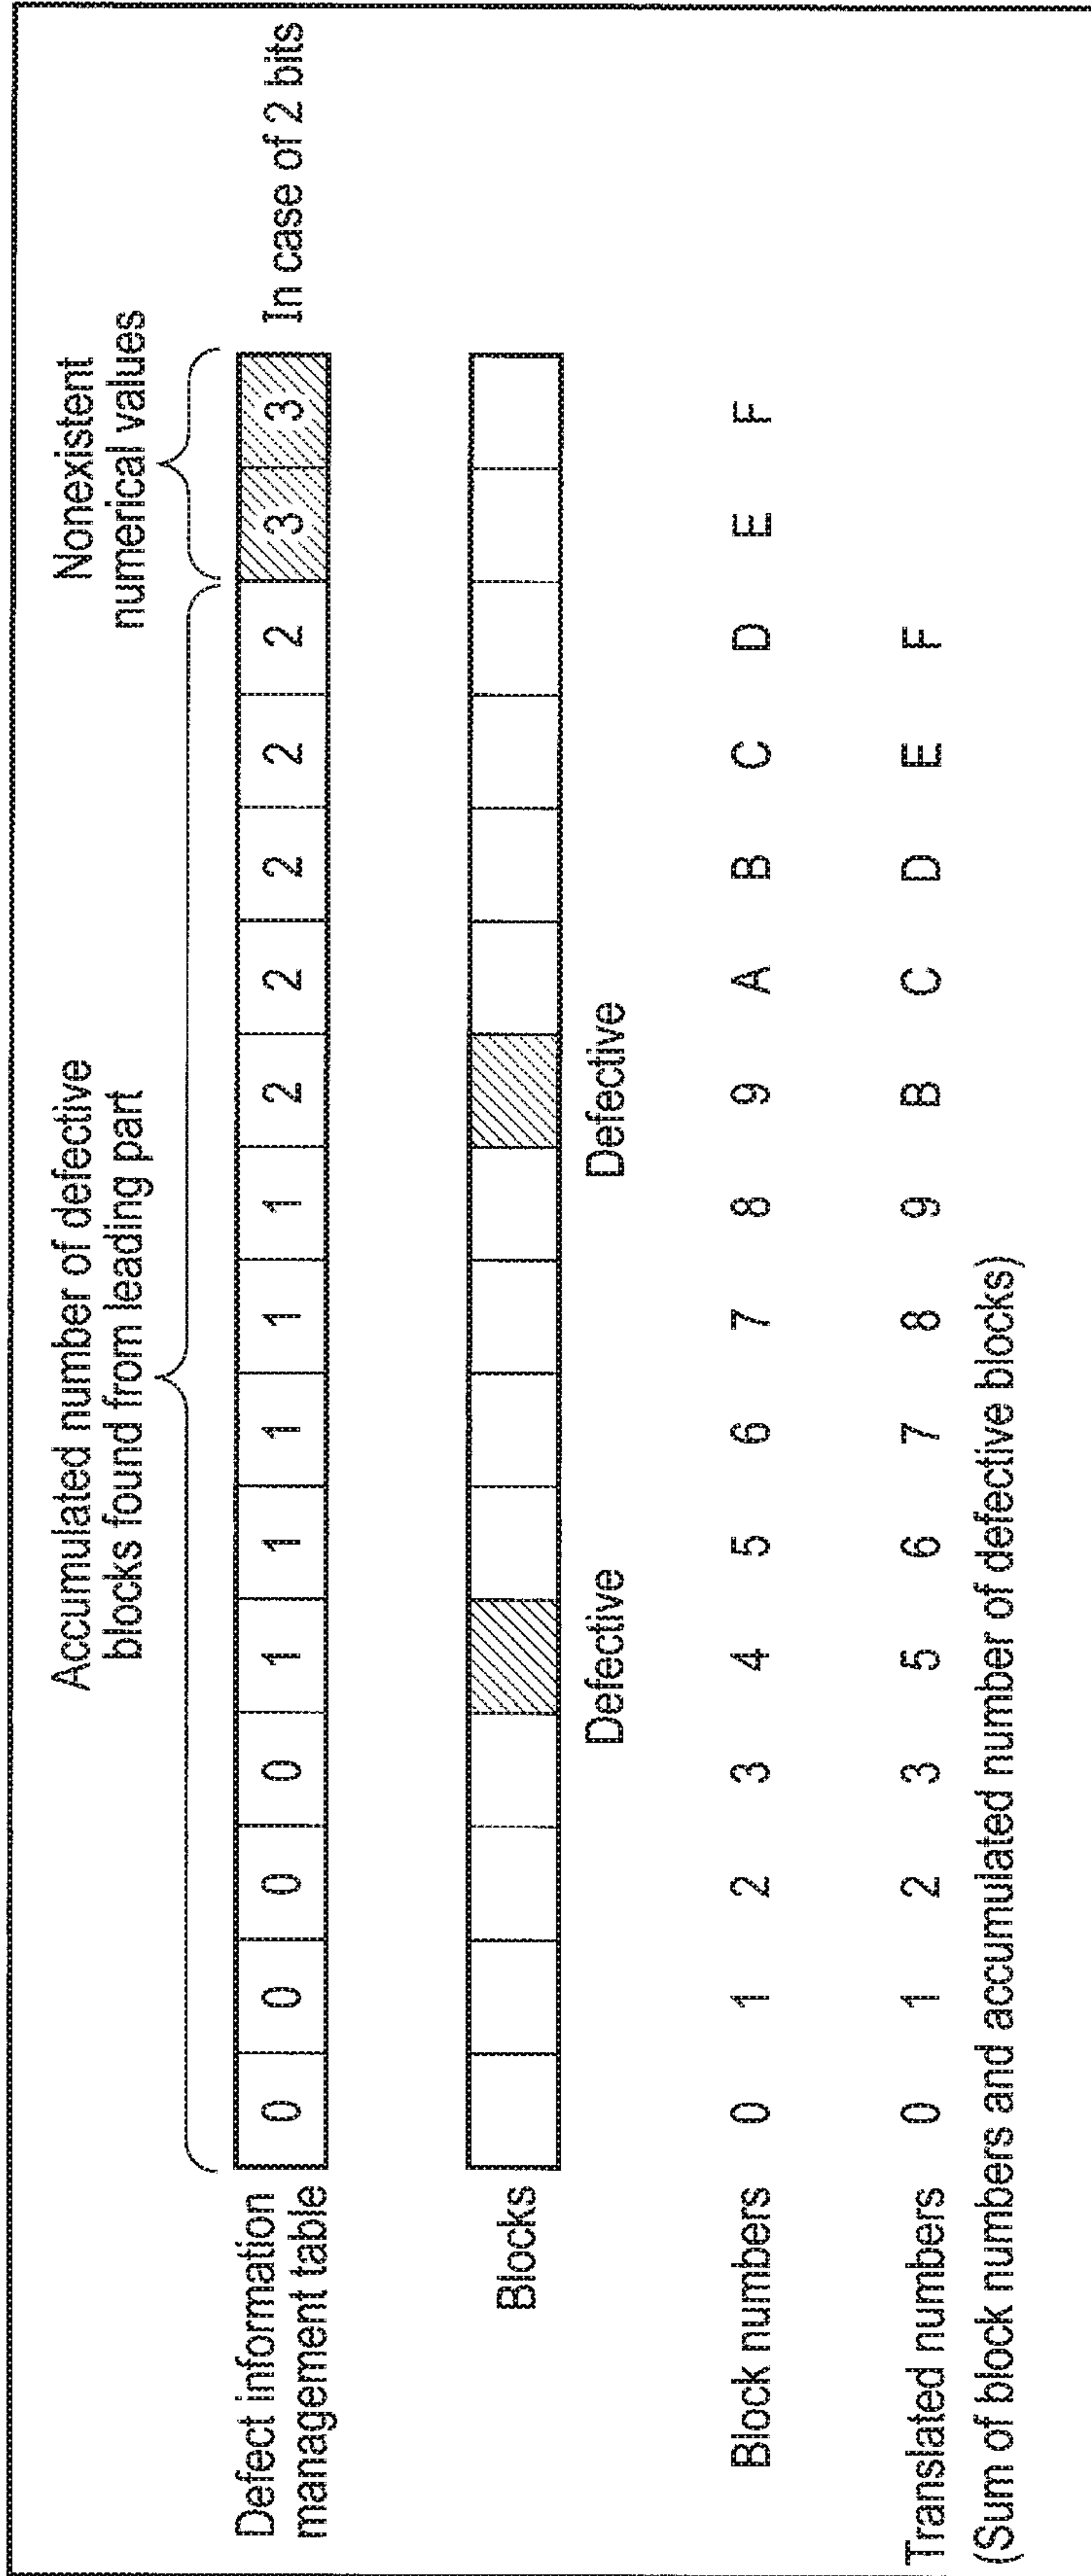 Accumulated number of defective
blocks found from leading part
Nonexistent
numerical values
Defect information
management table
0 0 0 0 1 1 1 1 1 2 2 2 2 2 3 3
In case of 2 bits
Blocks
Defective
Defective
Block numbers 0 1 2 3 4 5 6 7 8 9 A B C D E F
Translated numbers 0 1 2 3 5 6 7 8 9 B C D E F
(Sum of block numbers and accumulated number of defective blocks)